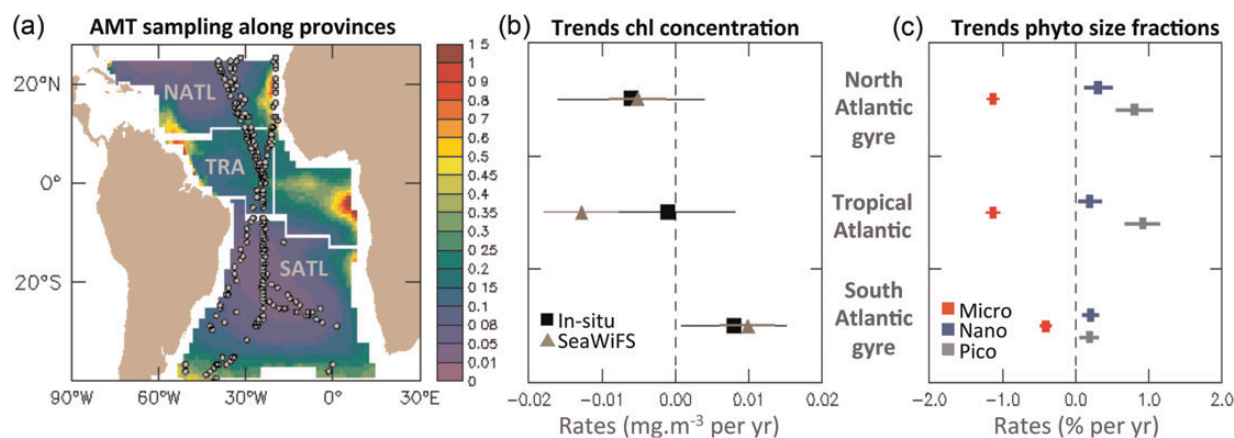 (a) AMT sampling along provinces
(b) Trends chl concentration
(c) Trends phyto size fractions
20°N
0°
20°S
90°W
60°W
30°W
0°
30°E
NATL
TRA
SATL
1 5
1
0 9
0.8
0.7
0.6
0.5
0.45
0.4
0.35
0.3
0.25
0.2
0.15
0.1
0.08
0.05
0.01
0
In-situ
SeaWiFS
-0.02
-0.01
0.00
0.01
0.02
Rates (mg.m⁻³ per yr)
North
Atlantic
gyre
Tropical
Atlantic
South
Atlantic
gyre
Micro
Nano
Pico
-2.0
-1.0
0.0
1.0
2.0
Rates (% per yr)